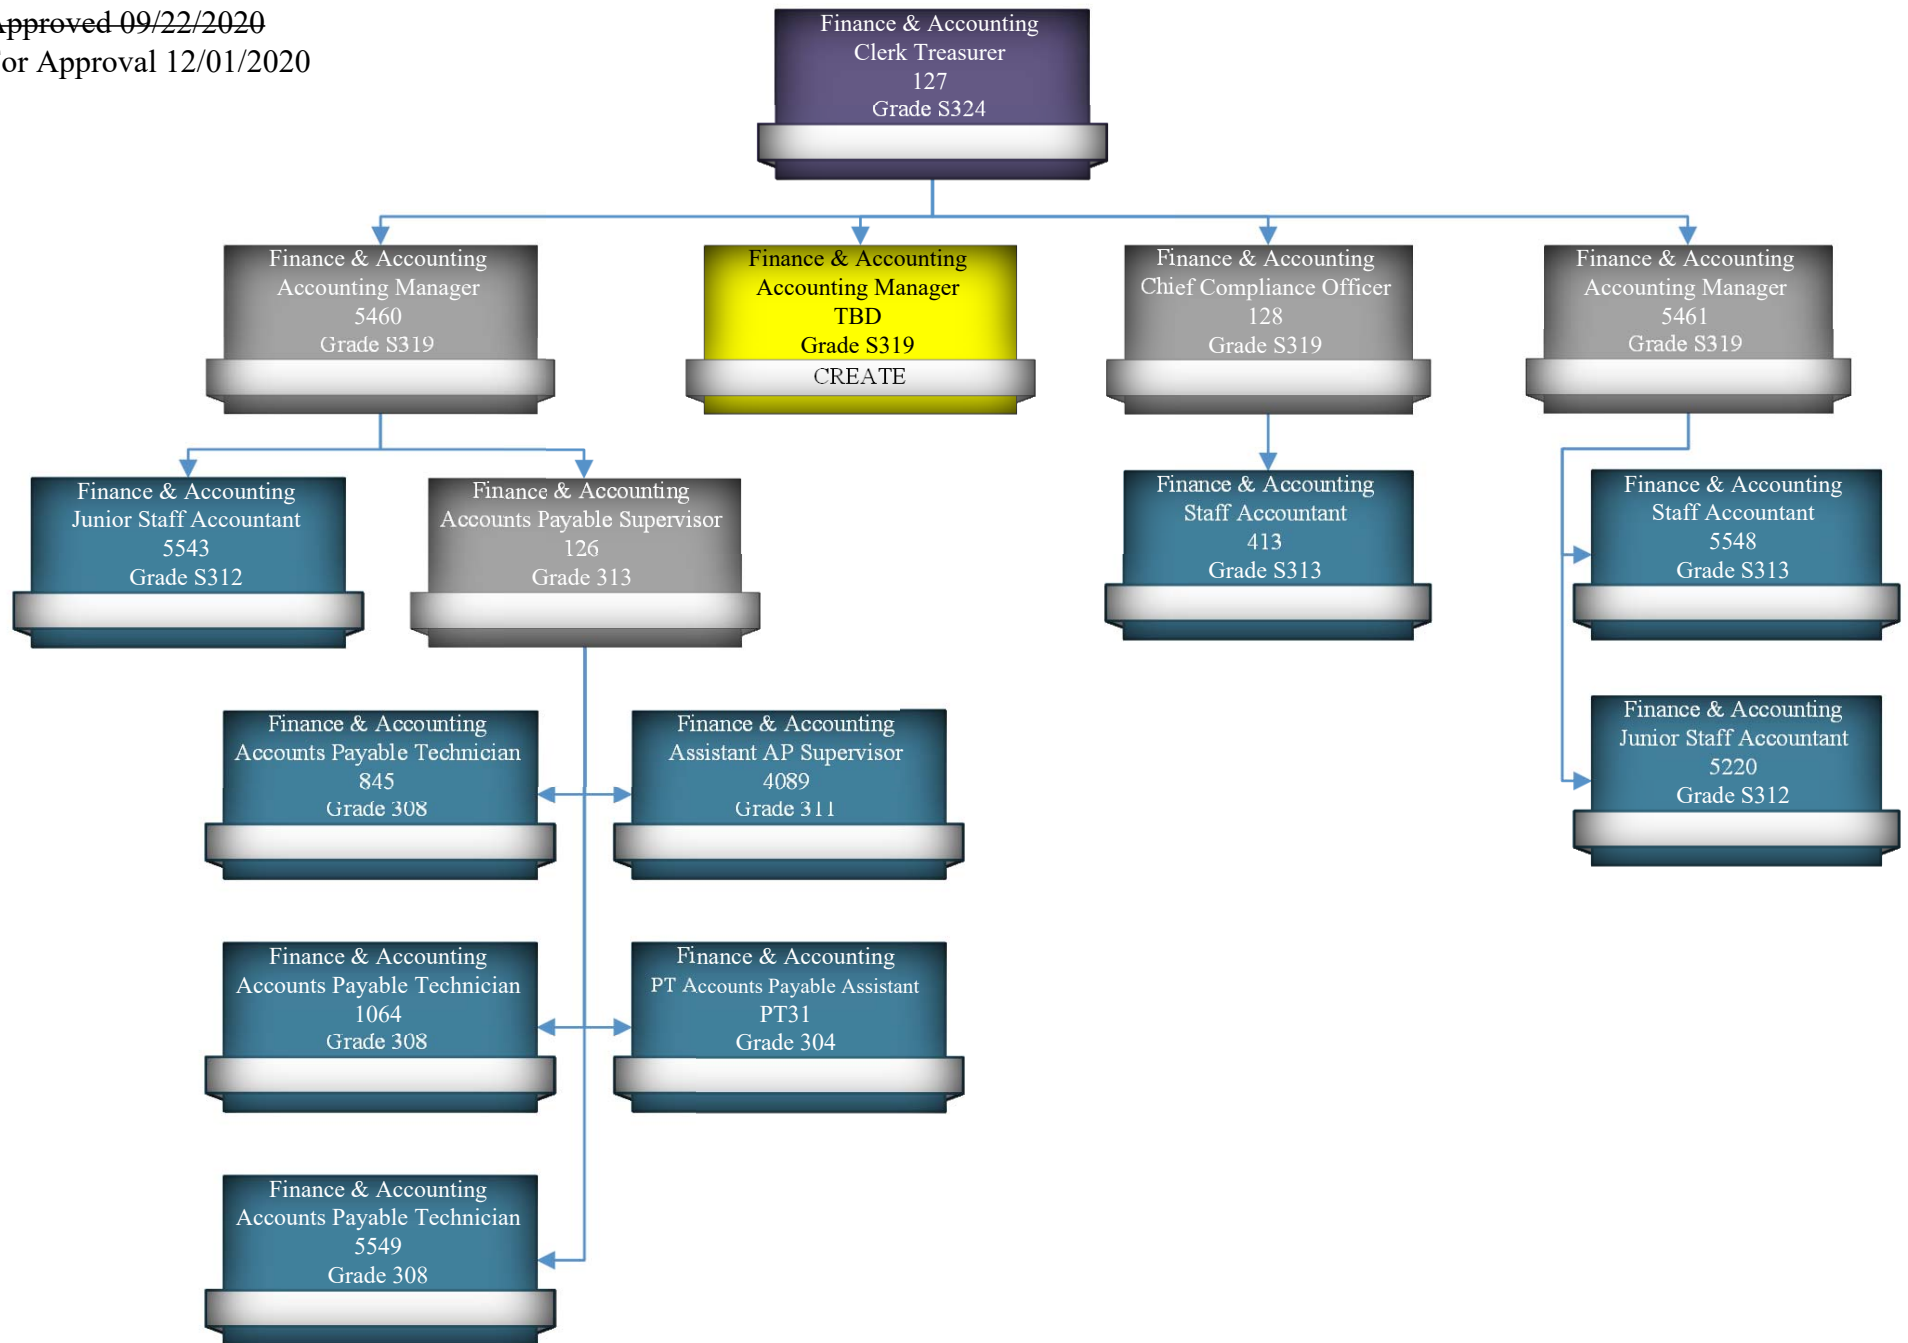 Approved 09/22/2020
For Approval 12/01/2020
Finance & Accounting
Clerk Treasurer
127
Grade S324
Finance & Accounting
Accounting Manager
5460
Grade S319
Finance & Accounting
Accounting Manager
TBD
Grade S319
CREATE
Finance & Accounting
Chief Compliance Officer
128
Grade S319
Finance & Accounting
Accounting Manager
5461
Grade S319
Finance & Accounting
Junior Staff Accountant
5543
Grade S312
Finance & Accounting
Accounts Payable Supervisor
126
Grade 313
Finance & Accounting
Staff Accountant
413
Grade S313
Finance & Accounting
Staff Accountant
5548
Grade S313
Finance & Accounting
Accounts Payable Technician
845
Grade 308
Finance & Accounting
Assistant AP Supervisor
4089
Grade 311
Finance & Accounting
Junior Staff Accountant
5220
Grade S312
Finance & Accounting
Accounts Payable Technician
1064
Grade 308
Finance & Accounting
PT Accounts Payable Assistant
PT31
Grade 304
Finance & Accounting
Accounts Payable Technician
5549
Grade 308